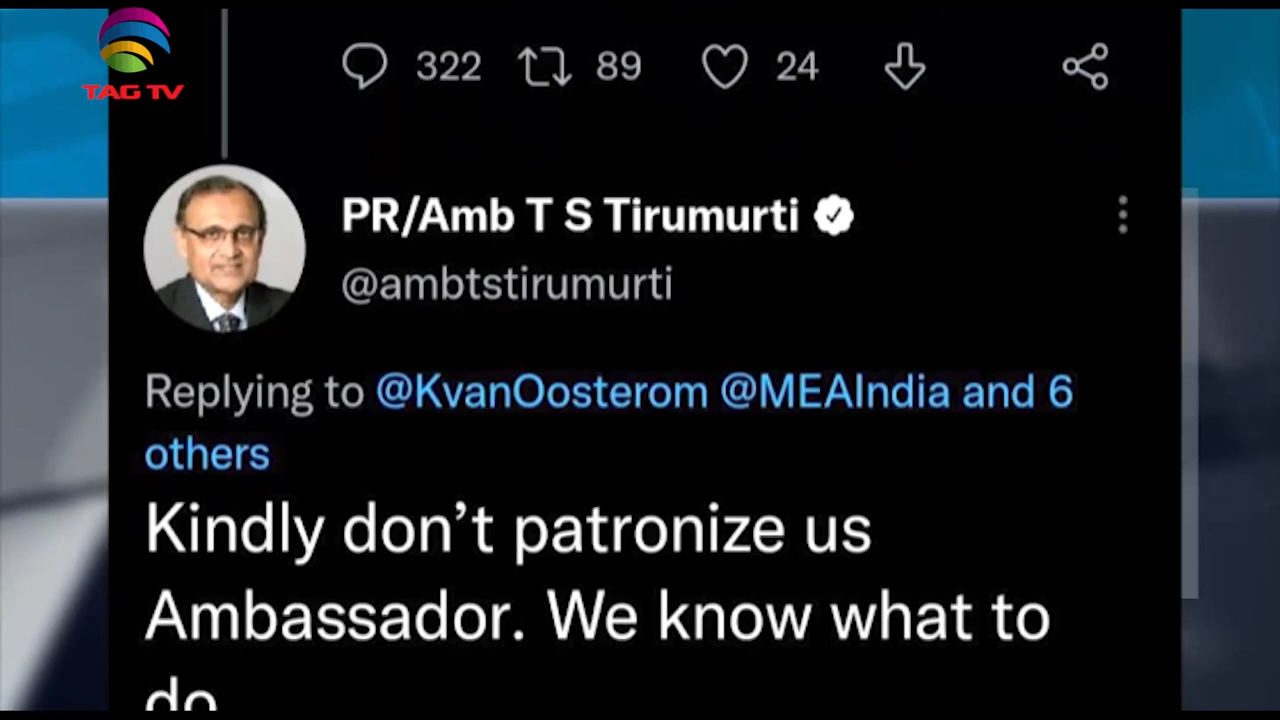 TAG TV
322 89 24
PR/Amb T S Tirumurti
@ambtstirumurti
Replying to @KvanOosterom @MEAIndia and 6
others
Kindly don’t patronize us
Ambassador. We know what to
do